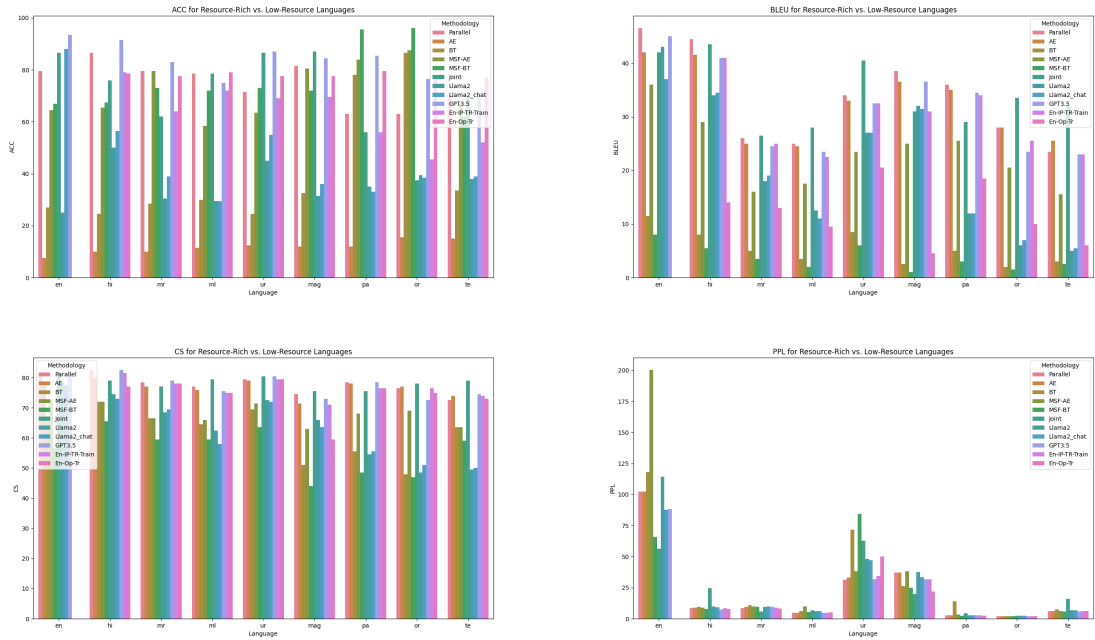 ACC for Resource-Rich vs. Low-Resource Languages
100
80
60
40
20
0
ACC
en hi mr ml ur mag pa or te
Language
Methodology
Parallel
AE
BT
MSF-AE
MSF-BT
Joint
Llama2
Llama2_chat
GPT3.5
En-IP-TR-Train
En-Op-Tr
BLEU for Resource-Rich vs. Low-Resource Languages
40
30
20
10
0
BLEU
en hi mr ml ur mag pa or te
Language
Methodology
Parallel
AE
BT
MSF-AE
MSF-BT
Joint
Llama2
Llama2_chat
GPT3.5
En-IP-TR-Train
En-Op-Tr
CS for Resource-Rich vs. Low-Resource Languages
80
70
60
50
40
30
20
10
0
CS
en hi mr ml ur mag pa or te
Language
Methodology
Parallel
AE
BT
MSF-AE
MSF-BT
Joint
Llama2
Llama2_chat
GPT3.5
En-IP-TR-Train
En-Op-Tr
PPL for Resource-Rich vs. Low-Resource Languages
200
175
150
125
100
75
50
25
0
PPL
en hi mr ml ur mag pa or te
Language
Methodology
Parallel
AE
BT
MSF-AE
MSF-BT
Joint
Llama2
Llama2_chat
GPT3.5
En-IP-TR-Train
En-Op-Tr